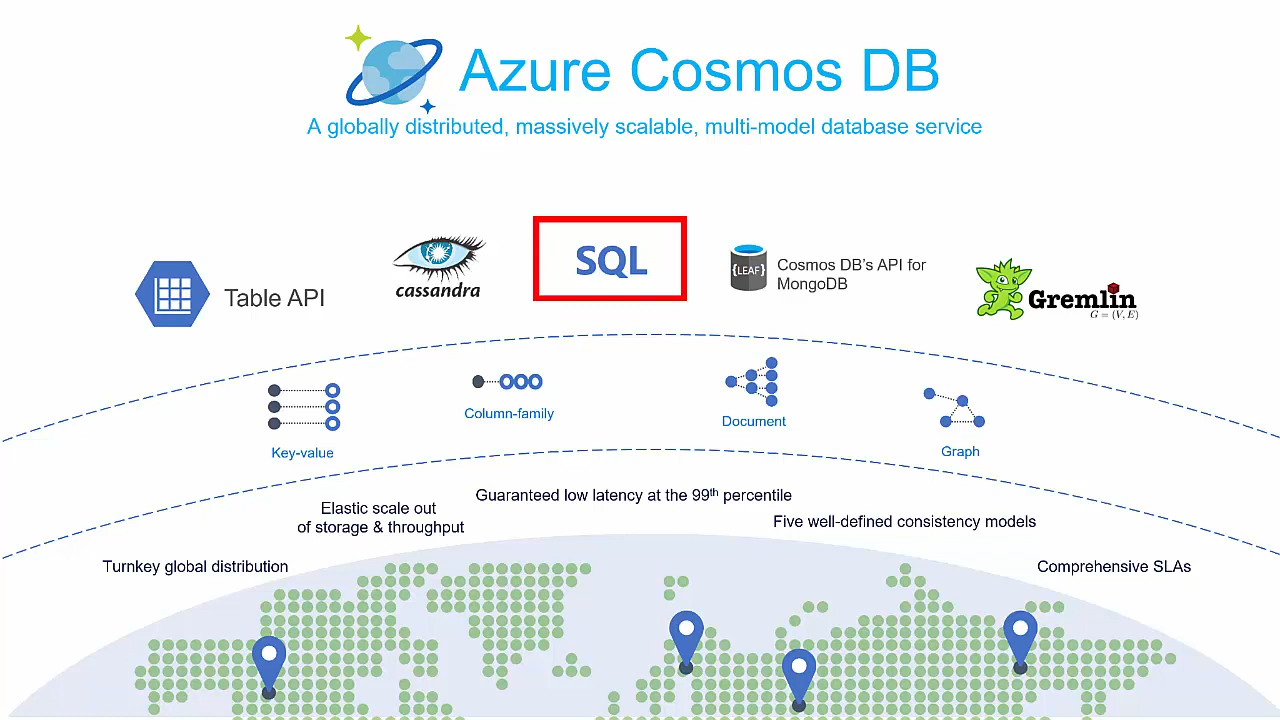 Azure Cosmos DB
A globally distributed, massively scalable, multi-model database service
Table API
cassandra
SQL
{LEAF}
Cosmos DB's API for
MongoDB
Gremlin
G = (V, E)
Key-value
Column-family
Document
Graph
Turnkey global distribution
Elastic scale out
of storage & throughput
Guaranteed low latency at the 99th percentile
Five well-defined consistency models
Comprehensive SLAs